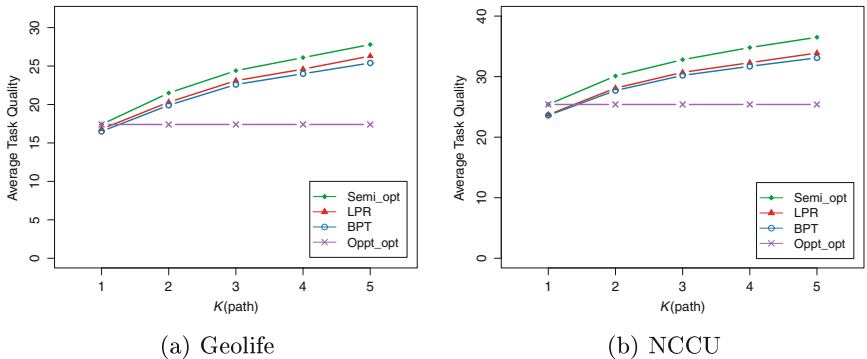 Average Task Quality
30
25
20
15
10
5
0
1 2 3 4 5
K(path)
Semi_opt
LPR
BPT
Oppt_opt
(a) Geolife
Average Task Quality
40
30
20
10
0
1 2 3 4 5
K(path)
Semi_opt
LPR
BPT
Oppt_opt
(b) NCCU